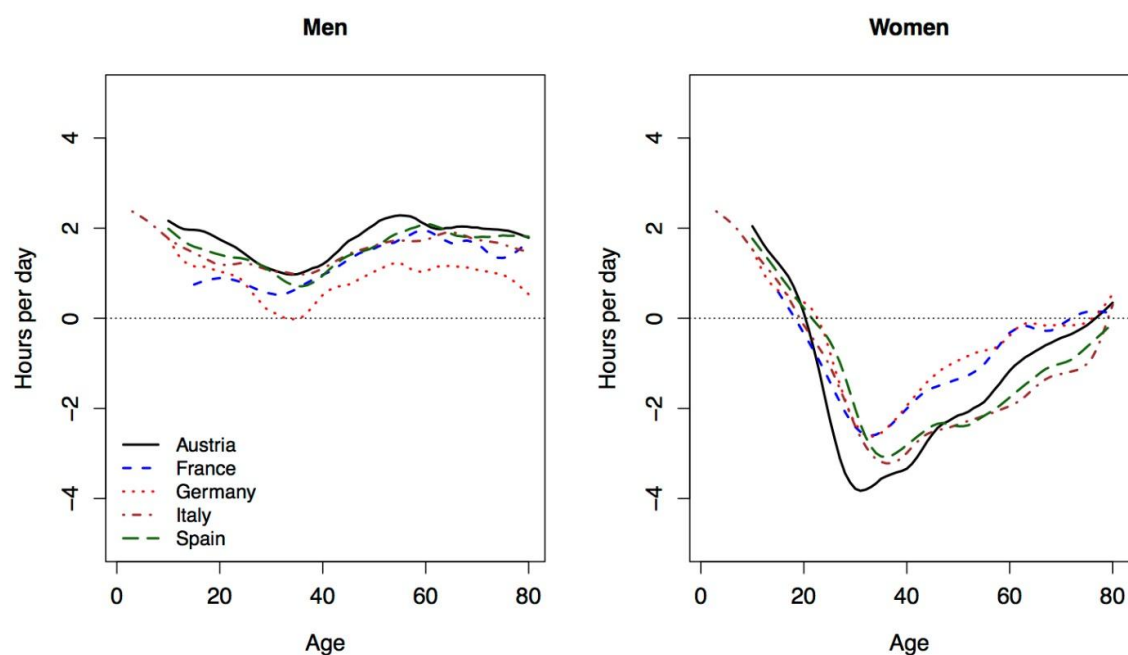 Men
Hours per day
4
2
0
−2
−4
Austria
France
Germany
Italy
Spain
0 20 40 60 80
Age
Women
Hours per day
4
2
0
−2
−4
0 20 40 60 80
Age